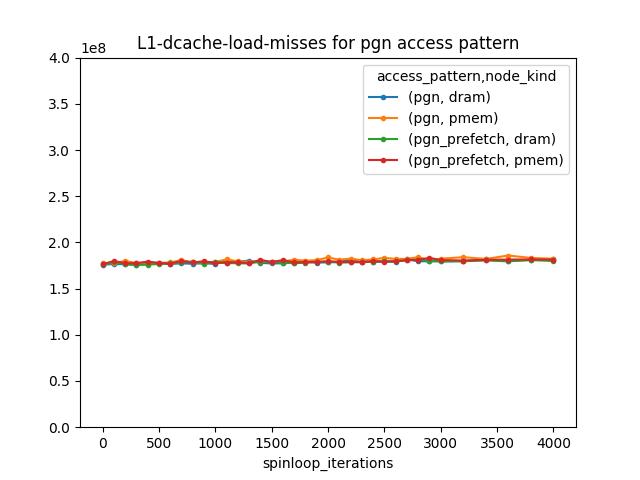 L1-dcache-load-misses for pgn access pattern
1e8
4.0
3.5
3.0
2.5
2.0
1.5
1.0
0.5
0.0
access_pattern,node_kind
(pgn, dram)
(pgn, pmem)
(pgn_prefetch, dram)
(pgn_prefetch, pmem)
0 500 1000 1500 2000 2500 3000 3500 4000
spinloop_iterations